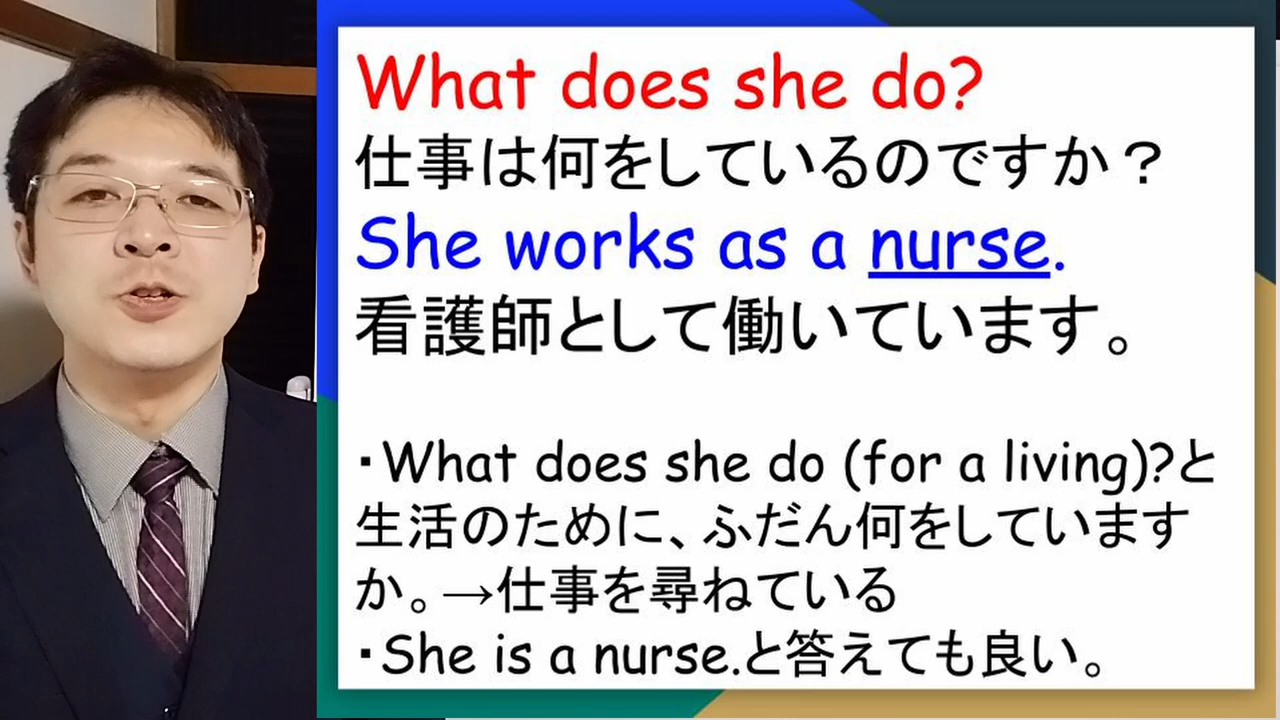 What does she do?
仕事は何をしているのですか？
She works as a nurse.
看護師として働いています。
・What does she do (for a living)?と
生活のために、ふだん何をしています
か。→仕事を尋ねている
・She is a nurse.と答えても良い。